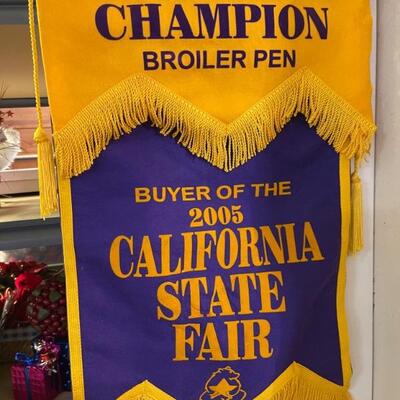 CHAMPION
BROILER PEN
BUYER OF THE
2005
CALIFORNIA
STATE
FAIR